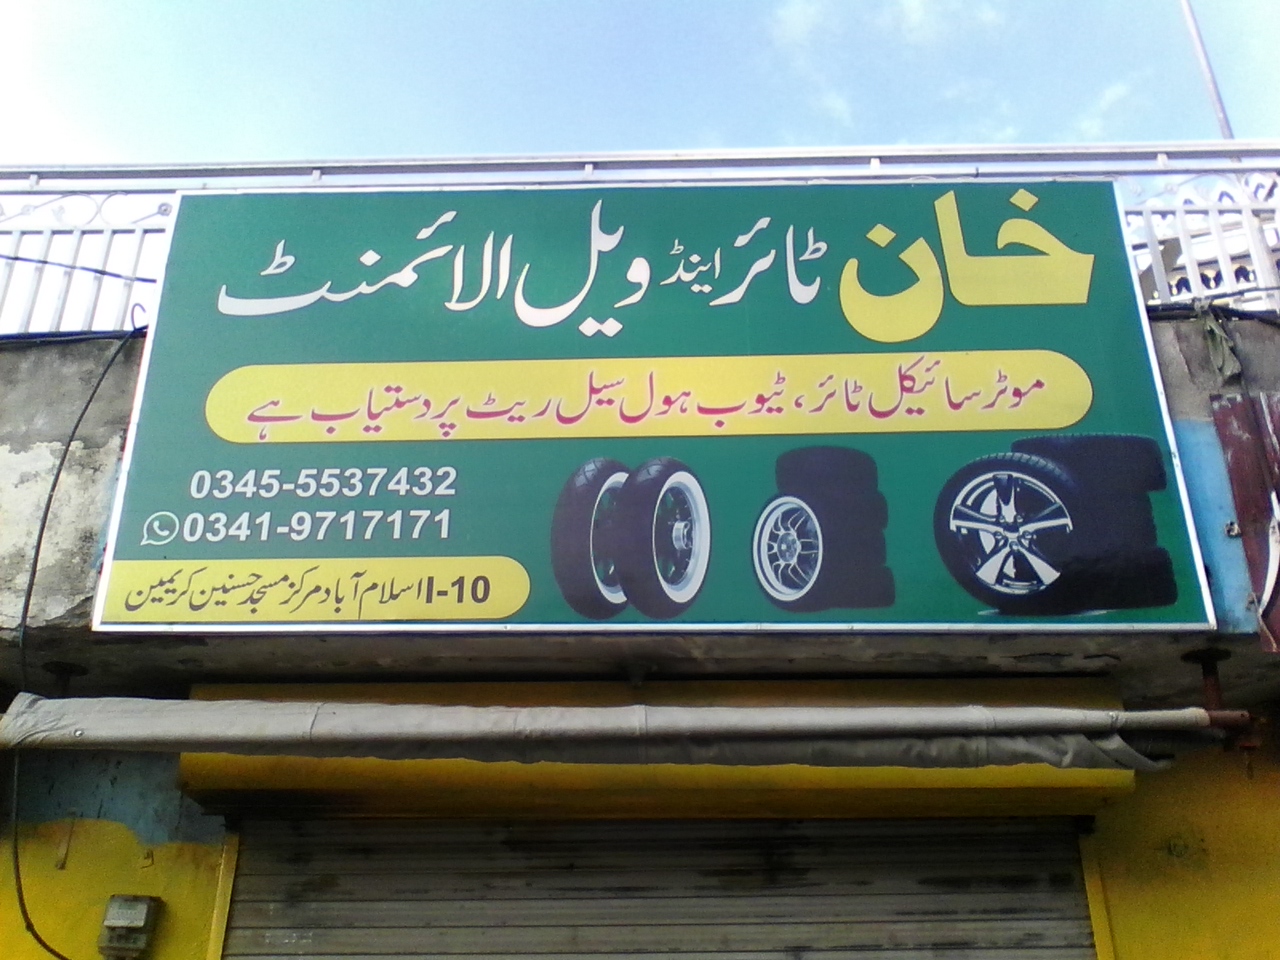 خان ٹائر اینڈ ویل الائمنٹ
موٹر سائیکل ٹائر، ٹیوب ہول سیل ریٹ پر دستیاب ہے
0345-5537432
0341-9717171
I-10 اسلام آباد مرکز مسجد حسنین کریمین